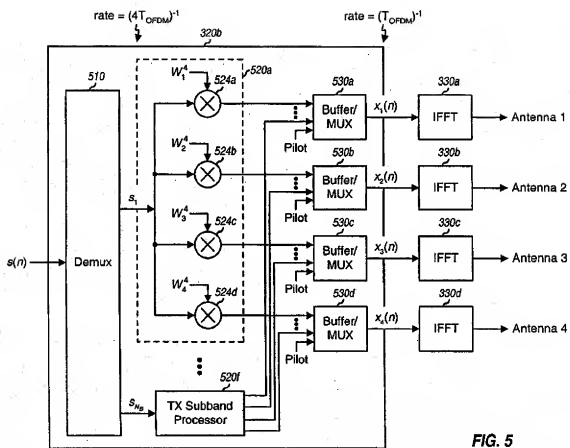 rate = (4T_OFDM)^-1
rate = (T_OFDM)^-1
320b
510
520a
530a
330a
W_1^4
524a
Buffer/
MUX
x_1(n)
IFFT
Antenna 1
Pilot
530b
330b
W_2^4
524b
Buffer/
MUX
x_2(n)
IFFT
Antenna 2
s_1
Pilot
530c
330c
W_3^4
524c
Buffer/
MUX
x_3(n)
IFFT
Antenna 3
s(n)
Demux
Pilot
530d
330d
W_4^4
524d
Buffer/
MUX
x_4(n)
IFFT
Antenna 4
Pilot
520f
s_{N_B}
TX Subband
Processor
FIG. 5